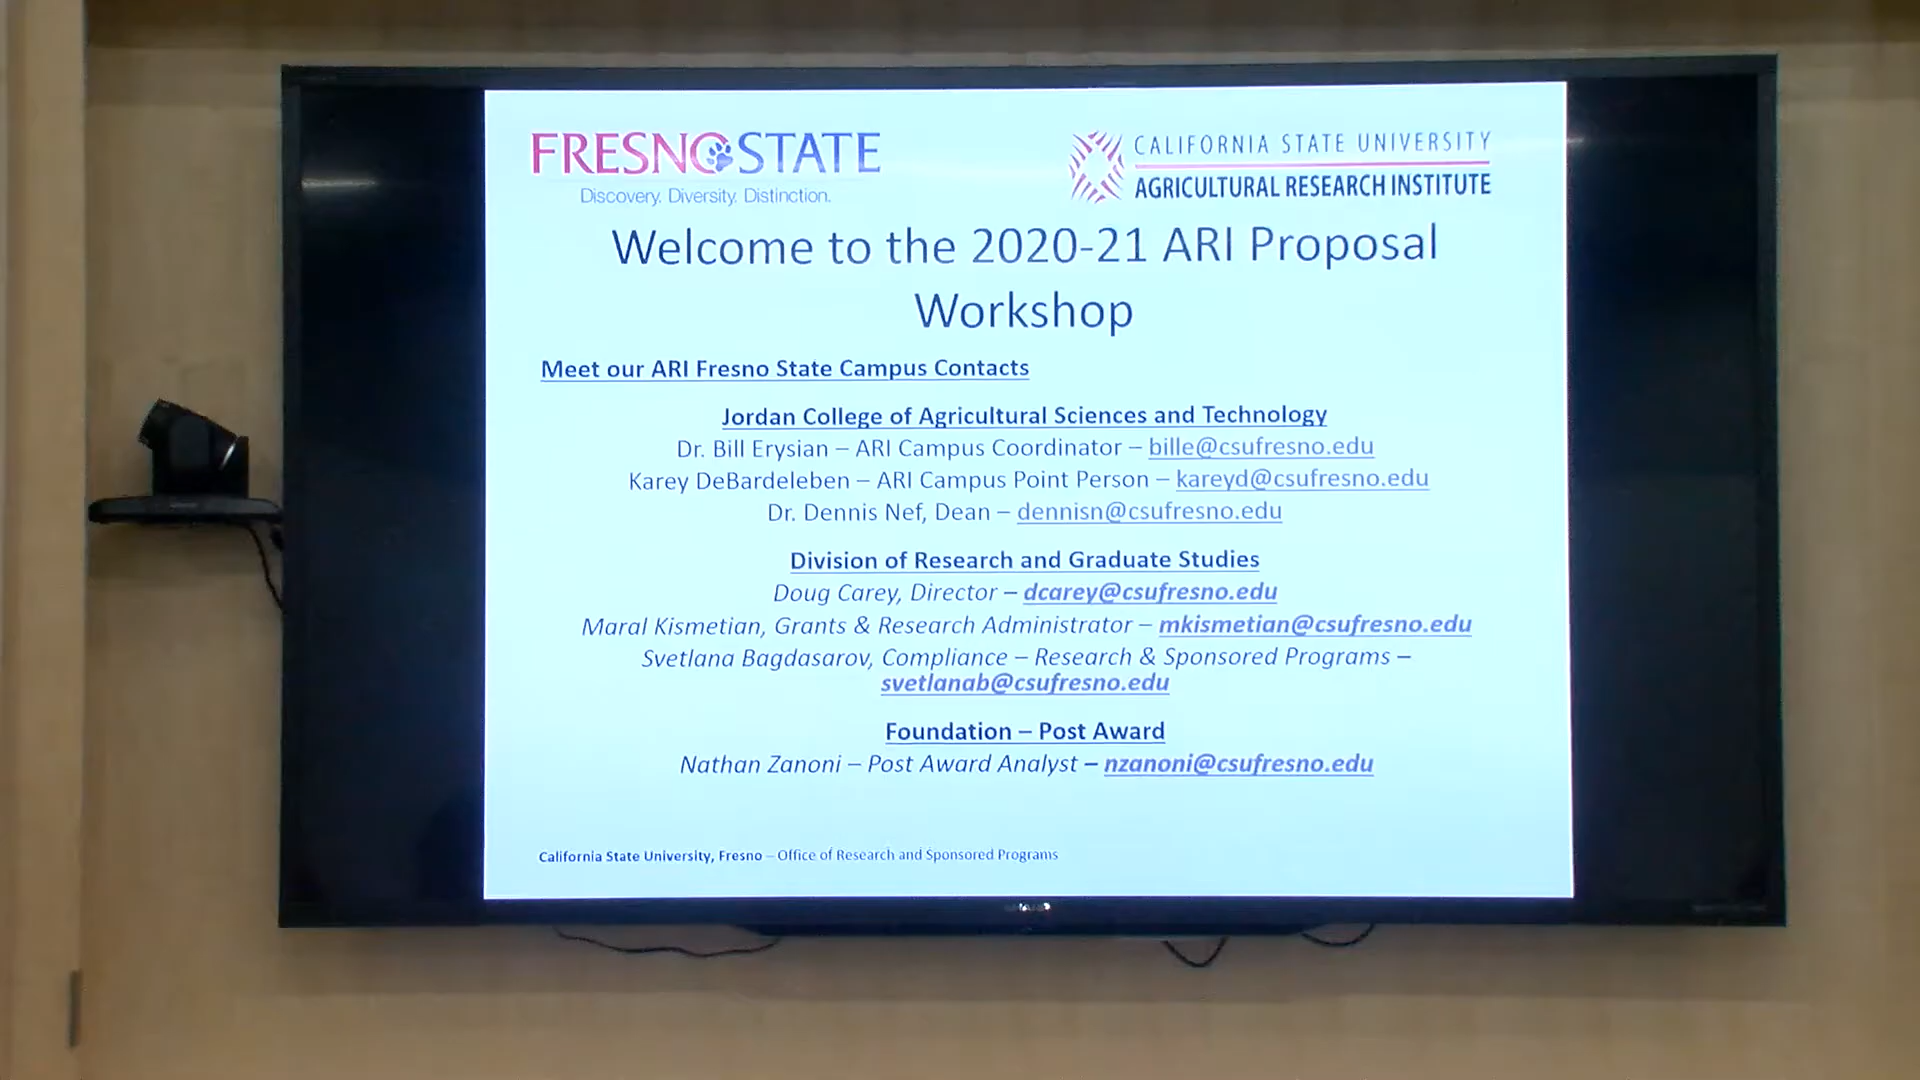 FRESNO STATE
Discovery. Diversity. Distinction.
CALIFORNIA STATE UNIVERSITY
AGRICULTURAL RESEARCH INSTITUTE
Welcome to the 2020-21 ARI Proposal
Workshop
Meet our ARI Fresno State Campus Contacts
Jordan College of Agricultural Sciences and Technology
Dr. Bill Erysian – ARI Campus Coordinator – bille@csufresno.edu
Karey DeBardeleben – ARI Campus Point Person – kareyd@csufresno.edu
Dr. Dennis Nef, Dean – dennisn@csufresno.edu
Division of Research and Graduate Studies
Doug Carey, Director – dcarey@csufresno.edu
Maral Kismetian, Grants & Research Administrator – mkismetian@csufresno.edu
Svetlana Bagdasarov, Compliance – Research & Sponsored Programs –
svetlanab@csufresno.edu
Foundation – Post Award
Nathan Zanoni – Post Award Analyst – nzanoni@csufresno.edu
California State University, Fresno – Office of Research and Sponsored Programs